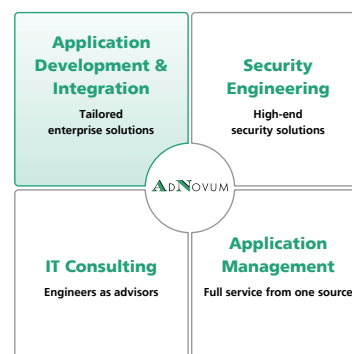 Application
Development &
Integration
Tailored
enterprise solutions
Security
Engineering
High-end
security solutions
ADNOVUM
IT Consulting
Engineers as advisors
Application
Management
Full service from one source